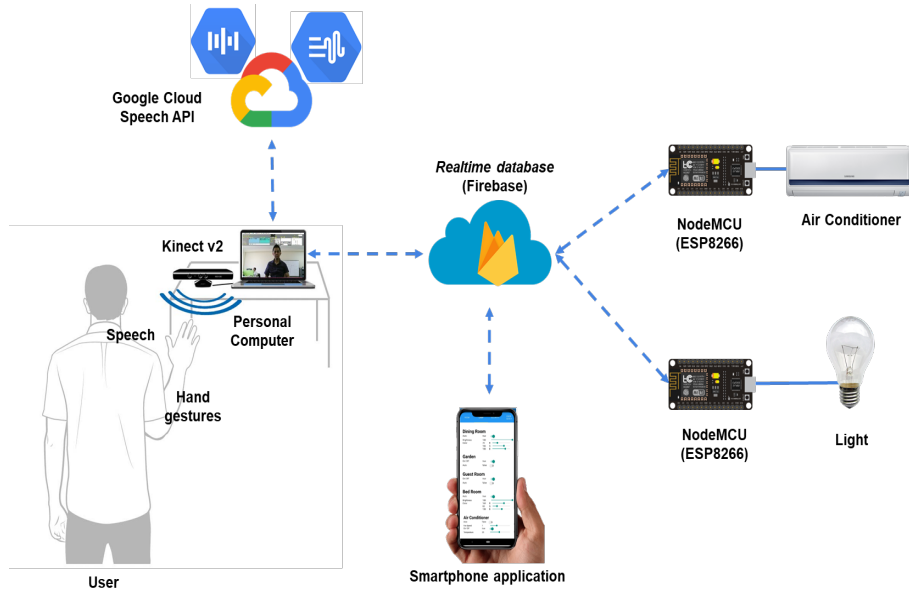 Google Cloud
Speech API
Realtime database
(Firebase)
NodeMCU
(ESP8266)
Air Conditioner
Kinect v2
Personal
Computer
Speech
Hand
gestures
NodeMCU
(ESP8266)
Light
Dining Room
Garden
Guest Room
Bed Room
Air Conditioner
Smartphone application
User